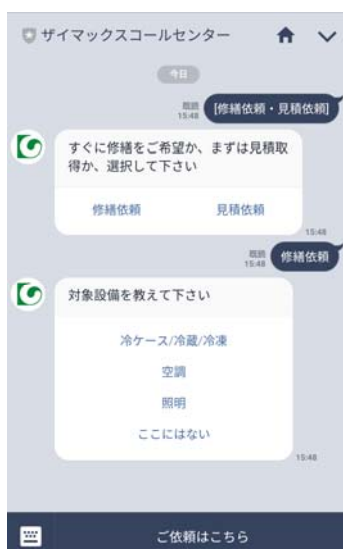 ザイマックスコールセンター
今日
既読
15:48
[修繕依頼・見積依頼]
すぐに修繕をご希望か、まずは見積取
得か、選択して下さい
修繕依頼 見積依頼
15:48
既読
15:48
修繕依頼
対象設備を教えて下さい
冷ケース/冷蔵/冷凍
空調
照明
ここにはない
15:48
ご依頼はこちら